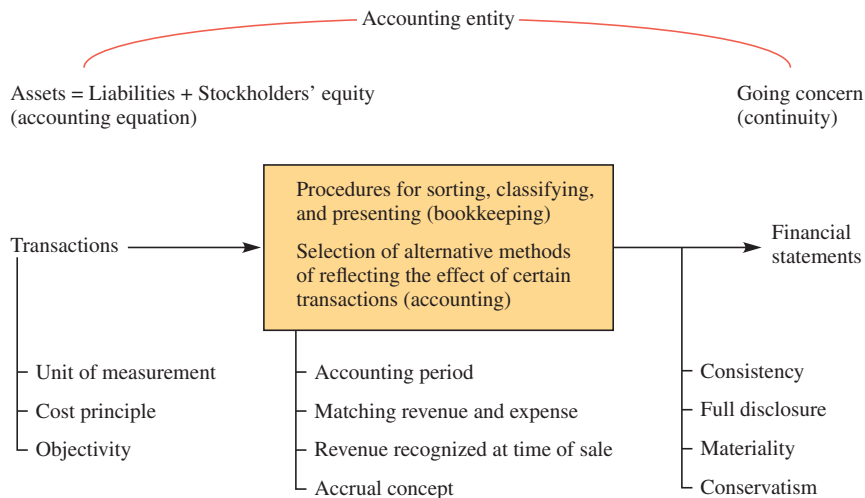 Accounting entity
Assets = Liabilities + Stockholders’ equity
(accounting equation)
Going concern
(continuity)
Procedures for sorting, classifying,
and presenting (bookkeeping)
Selection of alternative methods
of reflecting the effect of certain
transactions (accounting)
Transactions
Financial
statements
Unit of measurement
Cost principle
Objectivity
Accounting period
Matching revenue and expense
Revenue recognized at time of sale
Accrual concept
Consistency
Full disclosure
Materiality
Conservatism